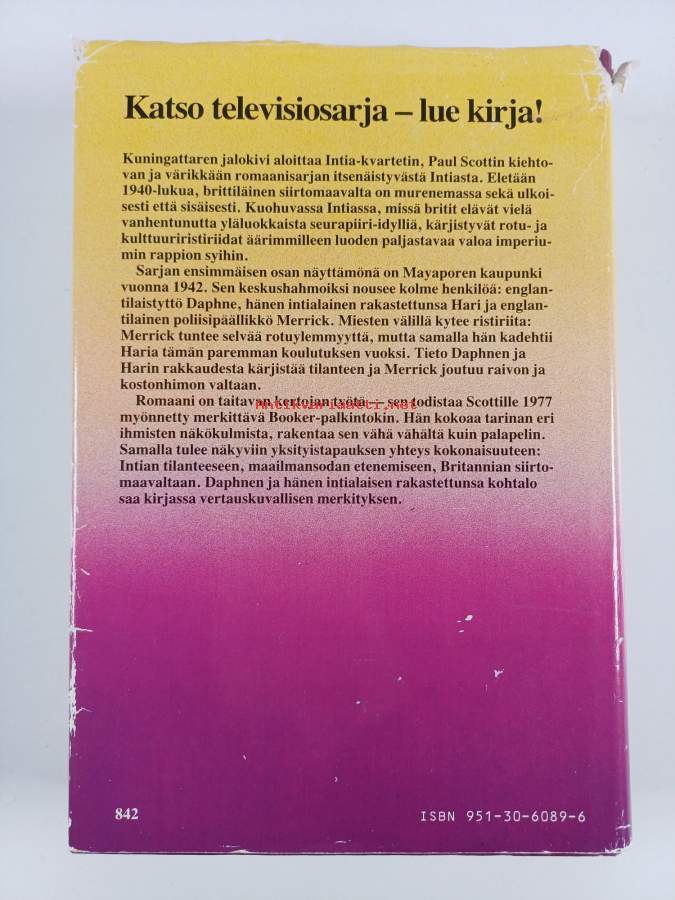 Katso televisiosarja – lue kirja!
Kuningattaren jalokivi aloittaa Intia-kvartetin, Paul Scottin kiehto-
van ja värikkään romaanisarjan itsenäistyvästä Intiasta. Eletään
1940-lukua, brittiläinen siirtomaavalta on murenemassa sekä ulkoi-
sesti että sisäisesti. Kuohuvassa Intiassa, missä britit elävät vielä
vanhentunutta yläluokkaista seurapiiri-idylliä, kärjistyvät rotu- ja
kulttuuriristiriidat äärimmilleen luoden paljastavaa valoa imperiu-
min rappion syihin.
Sarjan ensimmäisen osan näyttämönä on Mayaporen kaupunki
vuonna 1942. Sen keskushahmoiksi nousee kolme henkilöä: englan-
tilaistyttö Daphne, hänen intialainen rakastettunsa Hari ja englan-
tilainen poliisipäällikkö Merrick. Miesten välillä kytee ristiriita:
Merrick tuntee selvää rotuylemmyyttä, mutta samalla hän kadehtii
Haria tämän paremman koulutuksen vuoksi. Tieto Daphnen ja
Harin rakkaudesta kärjistää tilanteen ja Merrick joutuu raivon ja
kostonhimon valtaan.
Romaani on taitavan kertojan työtä – sen todistaa Scottille 1977
antikvariaatti.net
myönnetty merkittävä Booker-palkintokin. Hän kokoaa tarinan eri
ihmisten näkökulmista, rakentaa sen vähä vähältä kuin palapelin.
Samalla tulee näkyviin yksityistapauksen yhteys kokonaisuuteen:
Intian tilanteeseen, maailmansodan etenemiseen, Britannian siirto-
maavaltaan. Daphnen ja hänen intialaisen rakastettunsa kohtalo
saa kirjassa vertauskuvallisen merkityksen.
842
ISBN 951-30-6089-6